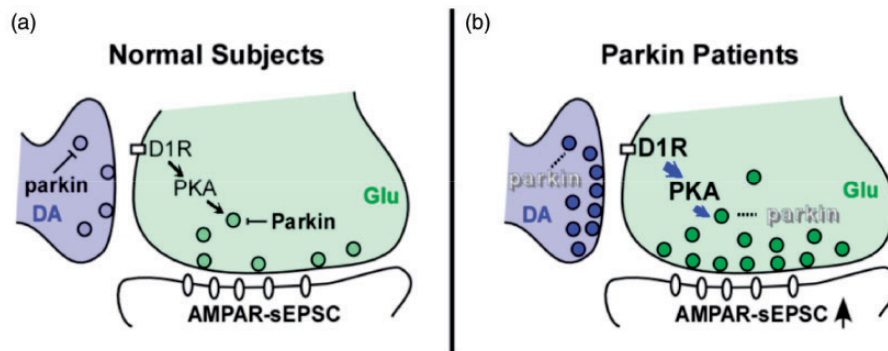 (a)
Normal Subjects
D1R
parkin
PKA
Glu
DA
Parkin
AMPAR-sEPSC
(b)
Parkin Patients
D1R
parkin
PKA
Glu
DA
parkin
AMPAR-sEPSC